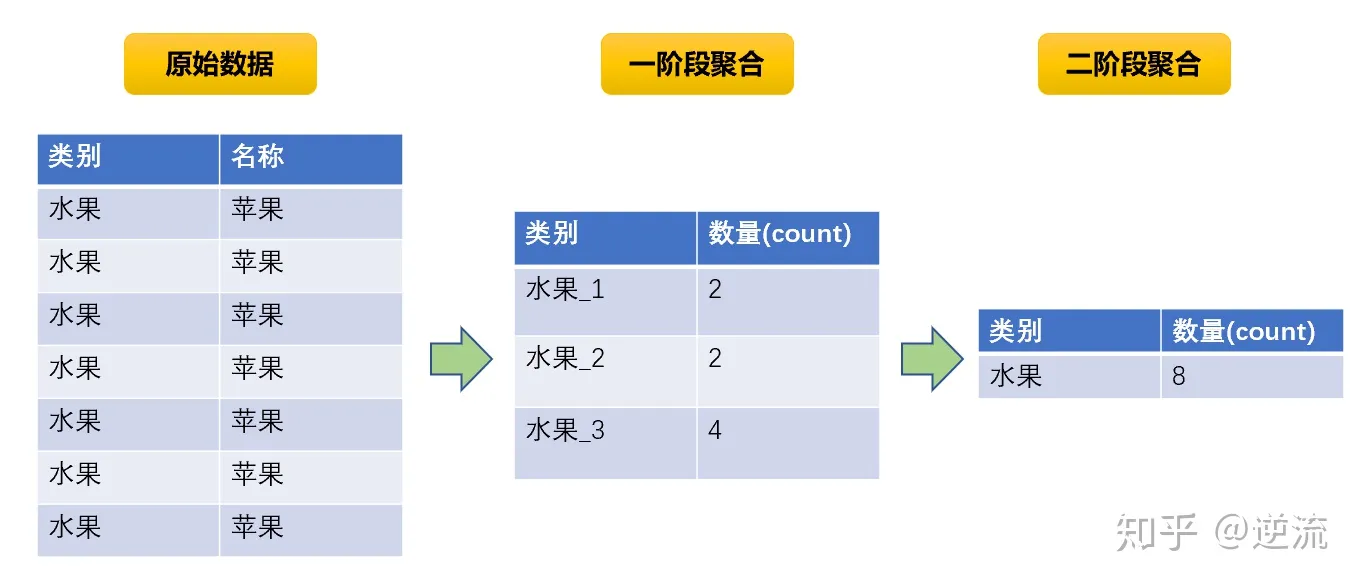 原始数据
一阶段聚合
二阶段聚合
类别 名称
水果 苹果
水果 苹果
水果 苹果
水果 苹果
水果 苹果
水果 苹果
水果 苹果
类别 数量(count)
水果_1 2
水果_2 2
水果_3 4
类别 数量(count)
水果 8
知乎 @逆流